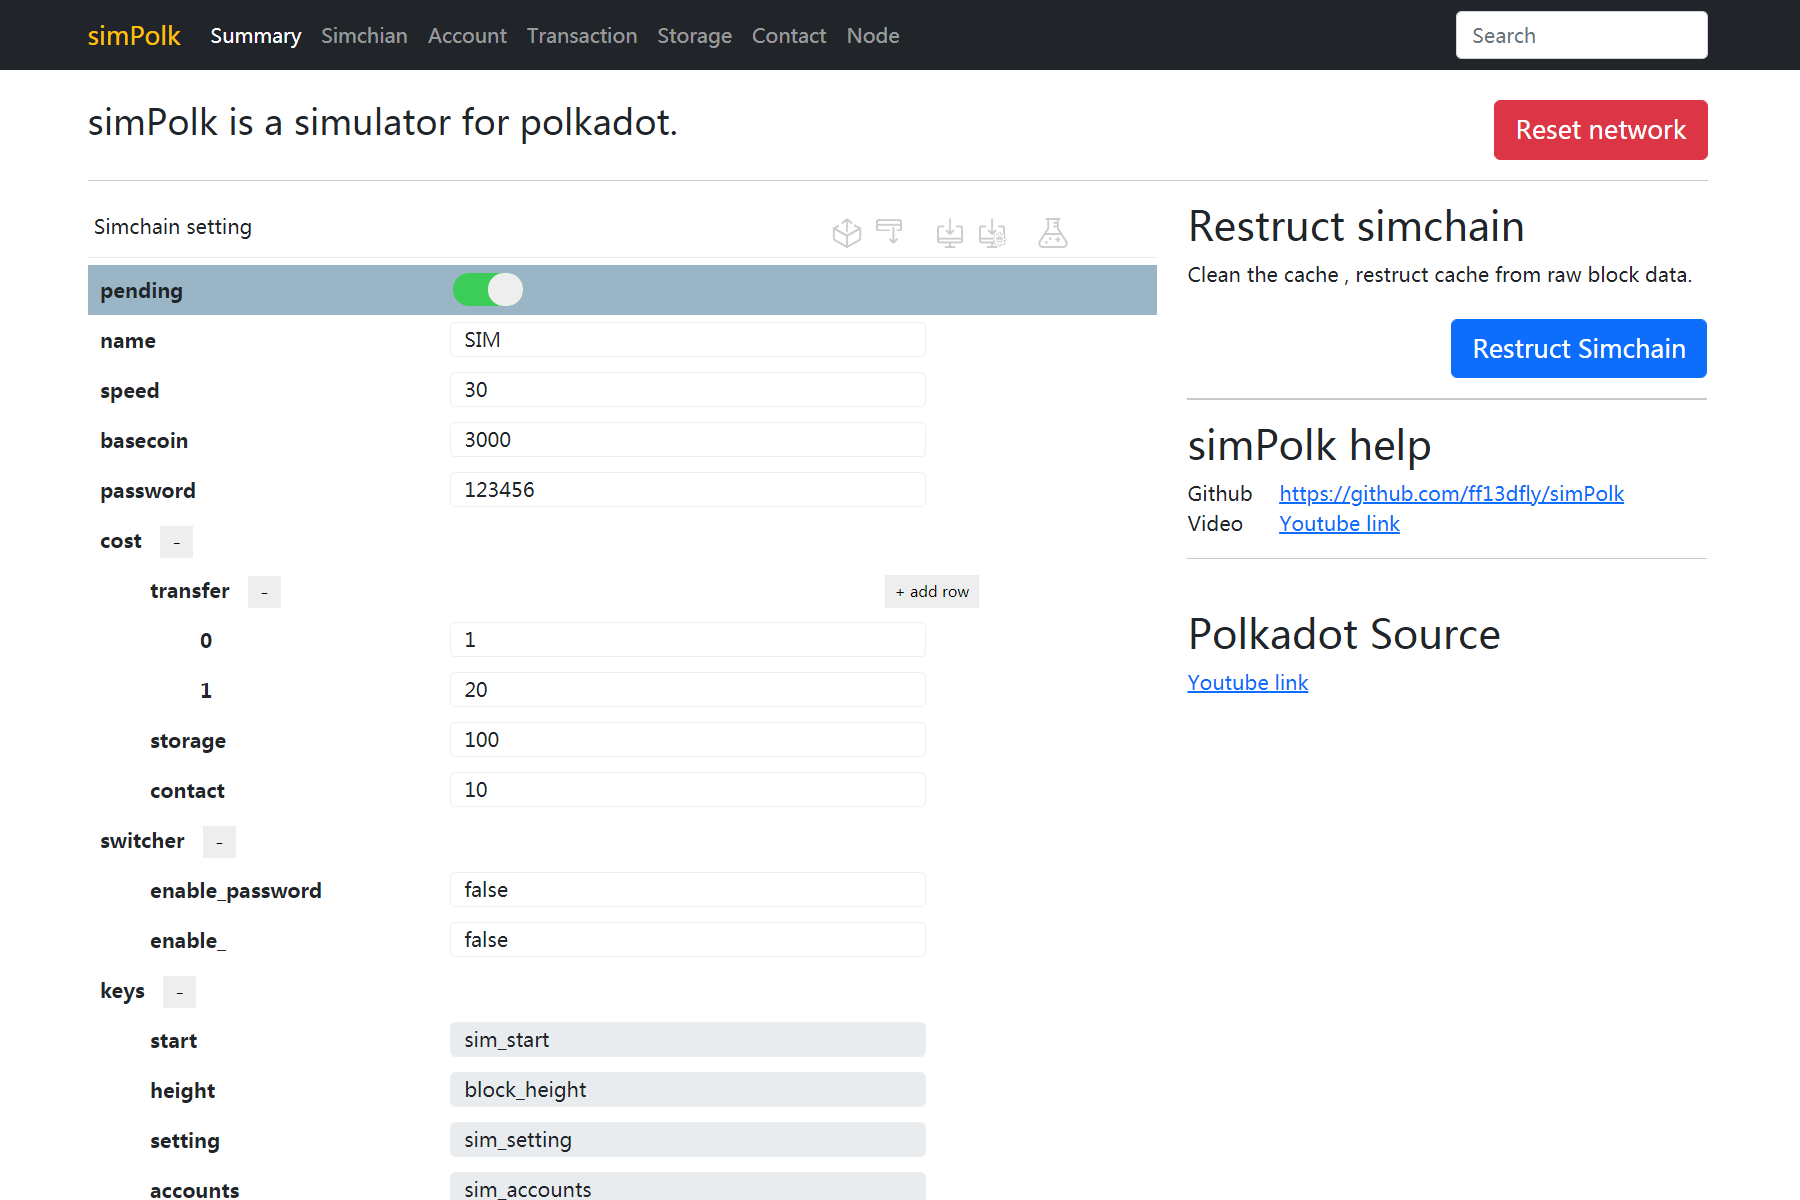 simPolk Summary Simchian Account Transaction Storage Contact Node Search
simPolk is a simulator for polkadot.
Reset network
Simchain setting
pending
name SIM
speed 30
basecoin 3000
password 123456
cost -
transfer - + add row
0 1
1 20
storage 100
contact 10
switcher -
enable_password false
enable_ false
keys -
start sim_start
height block_height
setting sim_setting
accounts sim_accounts
Restruct simchain
Clean the cache , restruct cache from raw block data.
Restruct Simchain
simPolk help
Github https://github.com/ff13dfly/simPolk
Video Youtube link
Polkadot Source
Youtube link